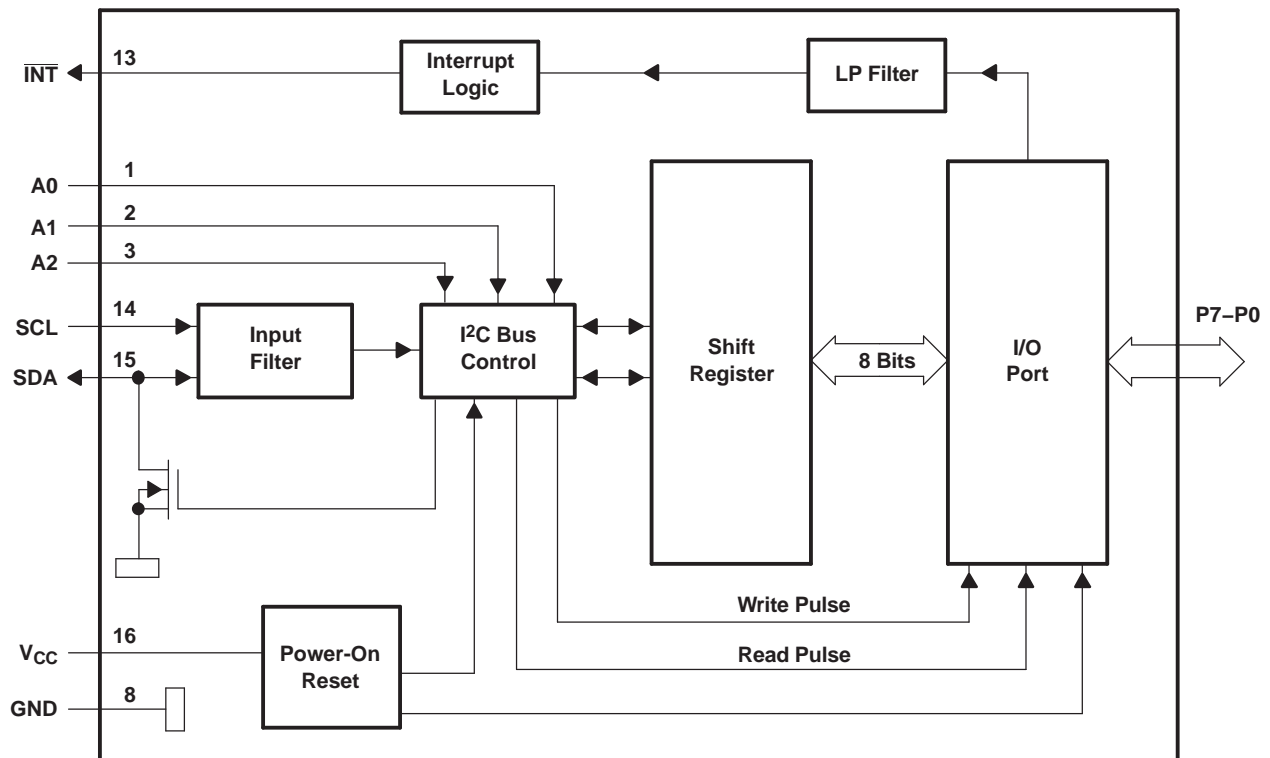 INT
13
Interrupt
Logic
LP Filter
A0
1
A1
2
A2
3
SCL
14
SDA
15
Input
Filter
I²C Bus
Control
Shift
Register
8 Bits
I/O
Port
P7–P0
Write Pulse
Read Pulse
VCC
16
Power-On
Reset
GND
8